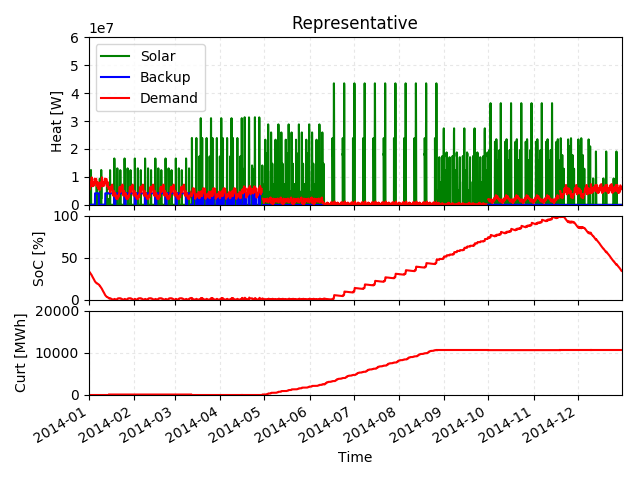 Representative
1e7
6
5
4
3
2
1
0
Heat [W]
Solar
Backup
Demand
100
50
0
SoC [%]
20000
10000
0
Curt [MWh]
2014-01
2014-02
2014-03
2014-04
2014-05
2014-06
2014-07
2014-08
2014-09
2014-10
2014-11
2014-12
Time